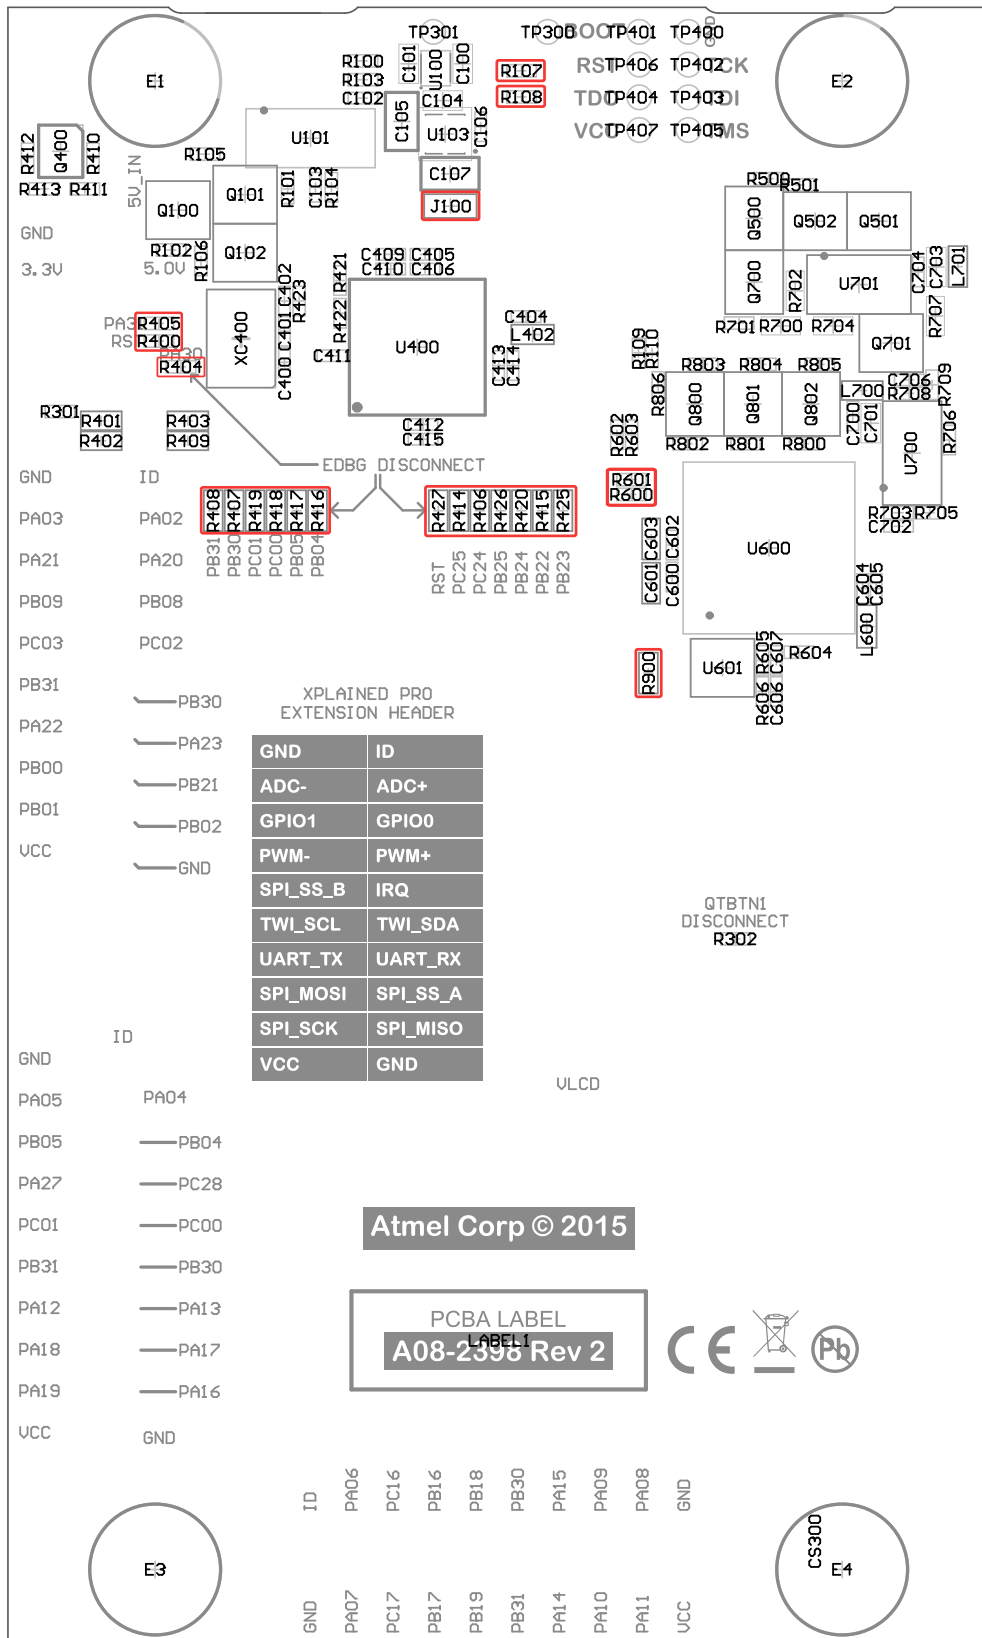 TP301 TP300 BOOT TP401 TP400 GND
R100 C101 U100 C100
R103 R107 RST TP406 TP402 TCK
C102 C104 R108 TDO TP404 TP403 TDI
E1 E2
C105 U103 C106 VCC TP407 TP405 TMS
R412 Q400 R410 R105 U101
R413 R411 5V_IN Q101 R101 C103 R104 C107
Q100 J100
R500 R501
Q500 Q502 Q501
GND R102 R106 Q102
3.3V 5.0V
C409 C405
C410 C406
C402 R423 R421
Q700 R702 U701 C704 C703 L701
PA3 R405 XC400 C401 R422 C404
RS R400 L402
R701 R700 R704 R707
PA30
R404 C400 C411 U400 C413 C414
R109 R110 Q701
R803 R804 R805 C706 R709
R806 Q800 Q801 Q802 L700 R708
R301 R401 R403
R402 R409
C412
C415
R602 R603 R802 R801 R800 C700 C701 U700 R706
EDBG DISCONNECT
GND ID
R601
R600
R408 R407 R419 R418 R417 R416
R427 R414 R406 R426 R420 R415 R425
PA03 PA02
R703 R705
C702
PB31 PB30 PC01 PC00 PB05 PB04
RST PC25 PC24 PB25 PB24 PB22 PB23
C603 C602 U600
PA21 PA20
C601 C600 C604 C605
PB09 PB08
PC03 PC02
L600
R900 U601 R605 C607 R604
R606 C606
PB31
PB30
XPLAINED PRO
EXTENSION HEADER
PA22
PA23
GND ID
PB00
PB21
ADC- ADC+
PB01
PB02
GPIO1 GPIO0
VCC
GND
PWM- PWM+
SPI_SS_B IRQ
TWI_SCL TWI_SDA
UART_TX UART_RX
SPI_MOSI SPI_SS_A
SPI_SCK SPI_MISO
VCC GND
QTBTN1
DISCONNECT
R302
ID
GND
VLCD
PA05 PA04
PB05 PB04
PA27 PC28
PC01 PC00
Atmel Corp © 2015
PB31 PB30
PA12 PA13
PA18 PA17
PA19 PA16
VCC GND
PCBA LABEL
LABEL1
A08-2398 Rev 2
CE Pb
ID PA06 PC16 PB16 PB18 PB30 PA15 PA09 PA08 GND
E3 CS300 E4
GND PA07 PC17 PB17 PB19 PB31 PA14 PA10 PA11 VCC